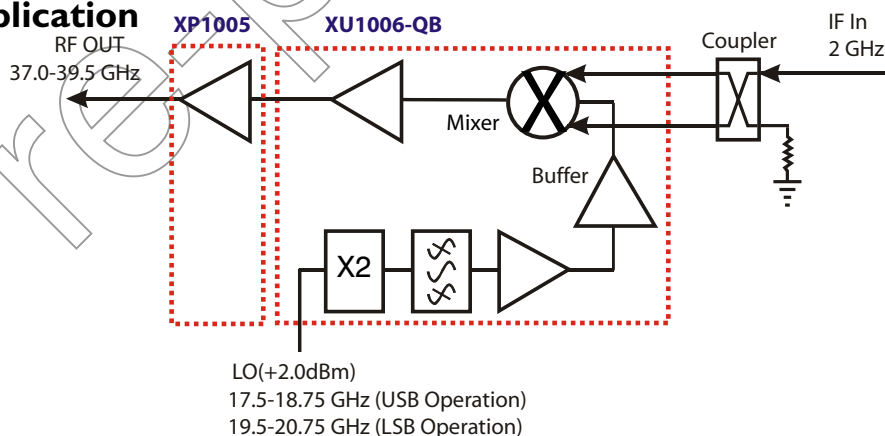 plication
XP1005
XU1006-QB
RF OUT
37.0-39.5 GHz
Coupler
IF In
2 GHz
Mixer
Buffer
X2
LO(+2.0dBm)
17.5-18.75 GHz (USB Operation)
19.5-20.75 GHz (LSB Operation)
re-p